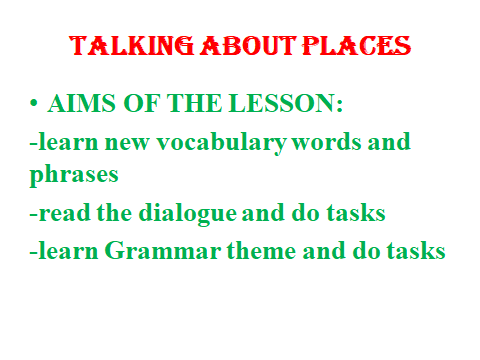 TALKING ABOUT PLACES
• AIMS OF THE LESSON:
-learn new vocabulary words and
phrases
-read the dialogue and do tasks
-learn Grammar theme and do tasks